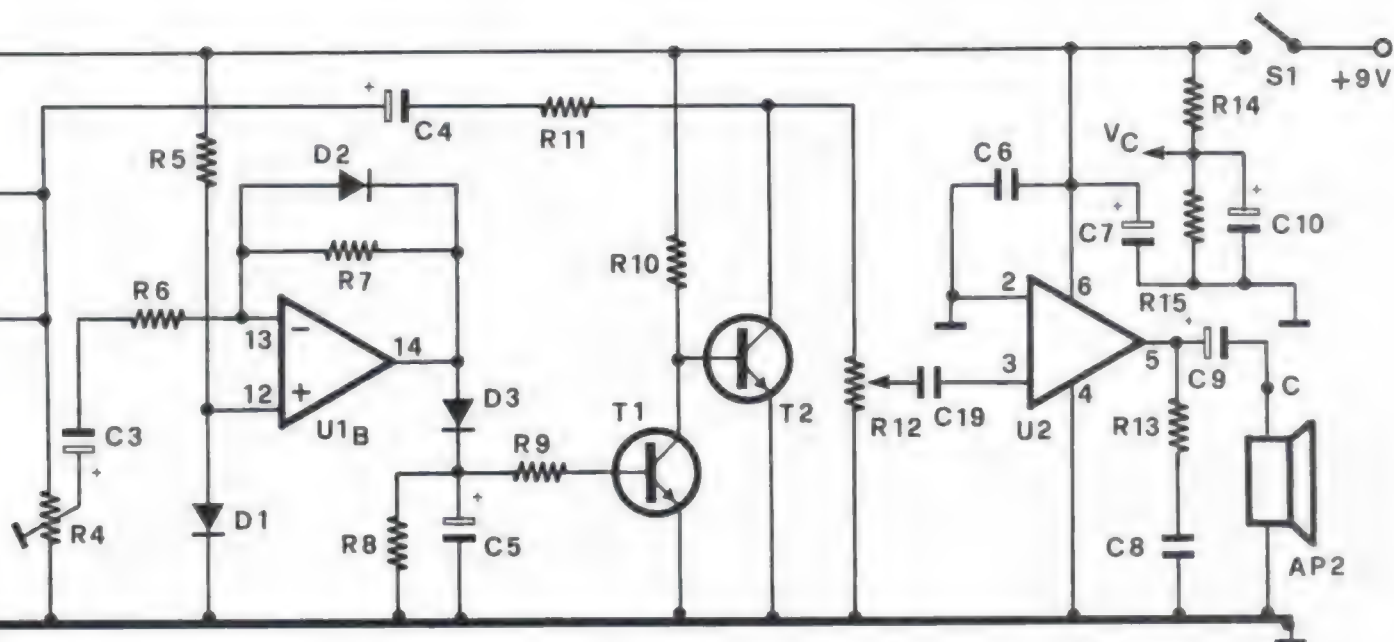 S1
+9V
+
C4
R11
R14
VC
R5
D2
C6
+
C7
+
C10
R7
R10
R6
2
6
R15
13
−
14
12
+
U1B
D3
T1
T2
R12
C19
3
4
5
+
C9
C
U2
R13
C3
+
R9
R4
D1
R8
+
C5
C8
AP2